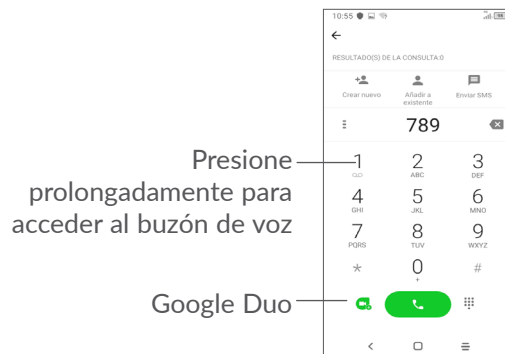 10:55
RESULTADO(S) DE LA CONSULTA:0
Crear nuevo
Añadir a
existente
Enviar SMS
789
Presione
prolongadamente para
acceder al buzón de voz
1
2
ABC
3
DEF
4
GHI
5
JKL
6
MNO
7
PQRS
8
TUV
9
WXYZ
*
0
+
#
Google Duo